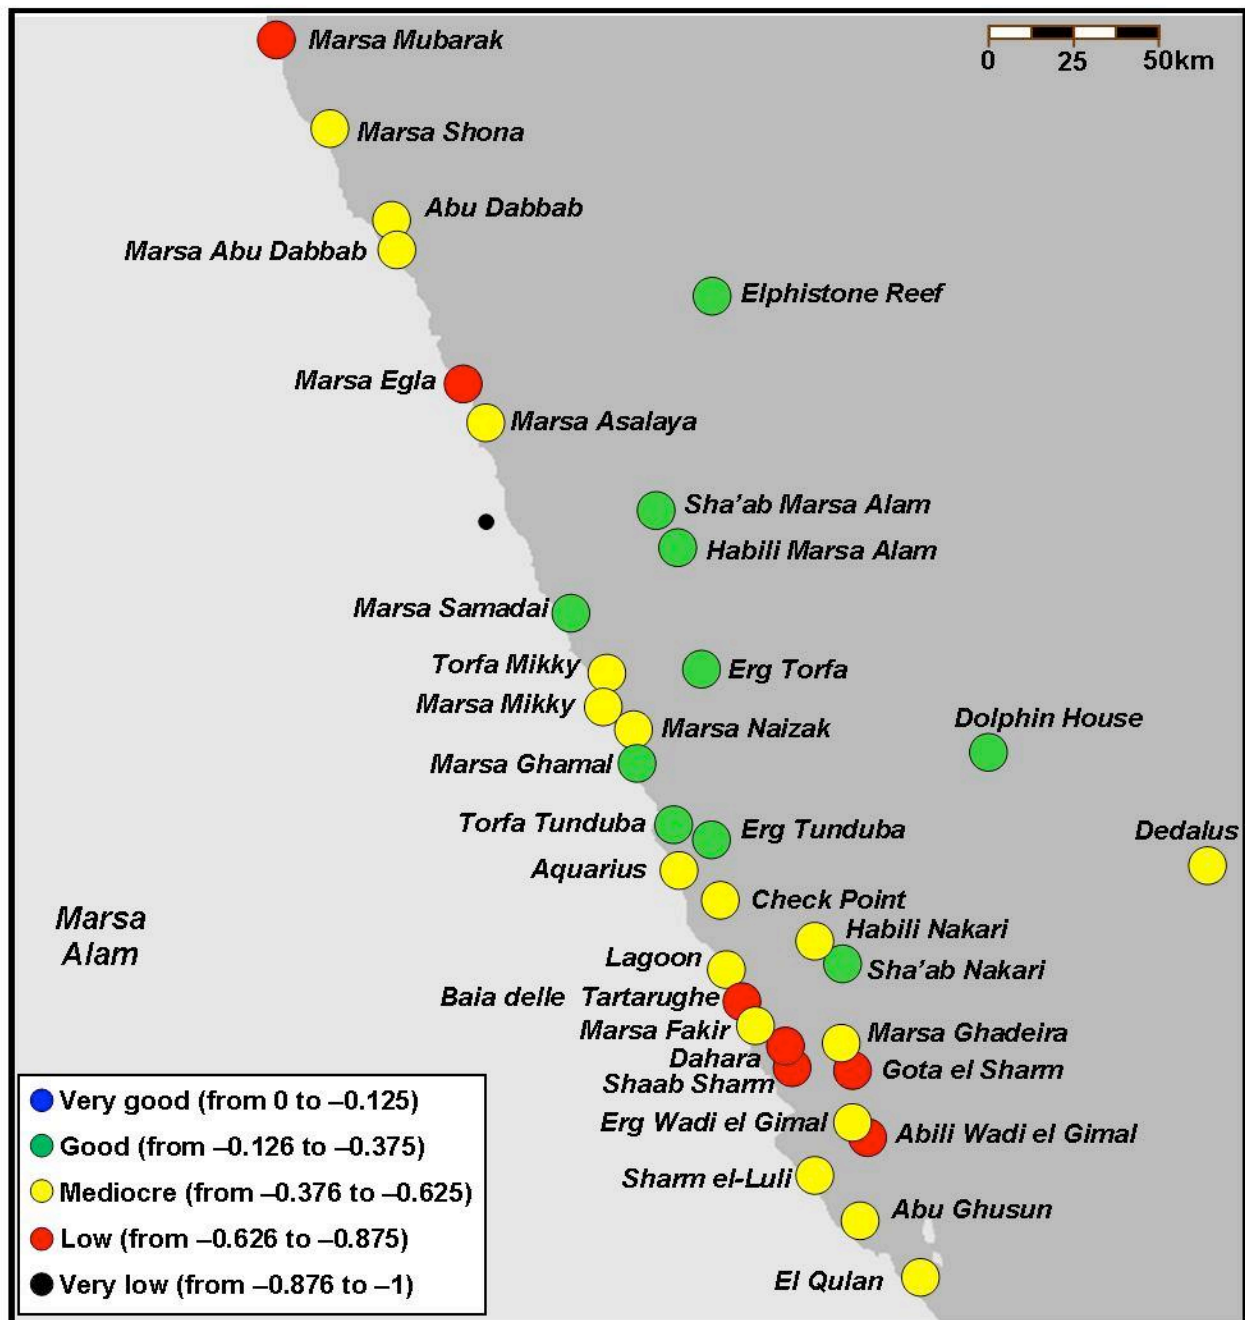 Marsa Mubarak
0 25 50km
Marsa Shona
Abu Dabbab
Marsa Abu Dabbab
Elphistone Reef
Marsa Egla
Marsa Asalaya
Sha'ab Marsa Alam
Habili Marsa Alam
Marsa Samadai
Torfa Mikky
Erg Torfa
Marsa Mikky
Marsa Naizak
Dolphin House
Marsa Ghamal
Torfa Tunduba
Erg Tunduba
Dedalus
Aquarius
Check Point
Marsa
Alam
Habili Nakari
Lagoon
Sha'ab Nakari
Baia delle Tartarughe
Marsa Fakir
Marsa Ghadeira
Dahara
Gota el Sharm
Shaab Sharm
Erg Wadi el Gimal
Abili Wadi el Gimal
Sharm el-Luli
Abu Ghusun
El Qulan
Very good (from 0 to –0.125)
Good (from –0.126 to –0.375)
Mediocre (from –0.376 to –0.625)
Low (from –0.626 to –0.875)
Very low (from –0.876 to –1)